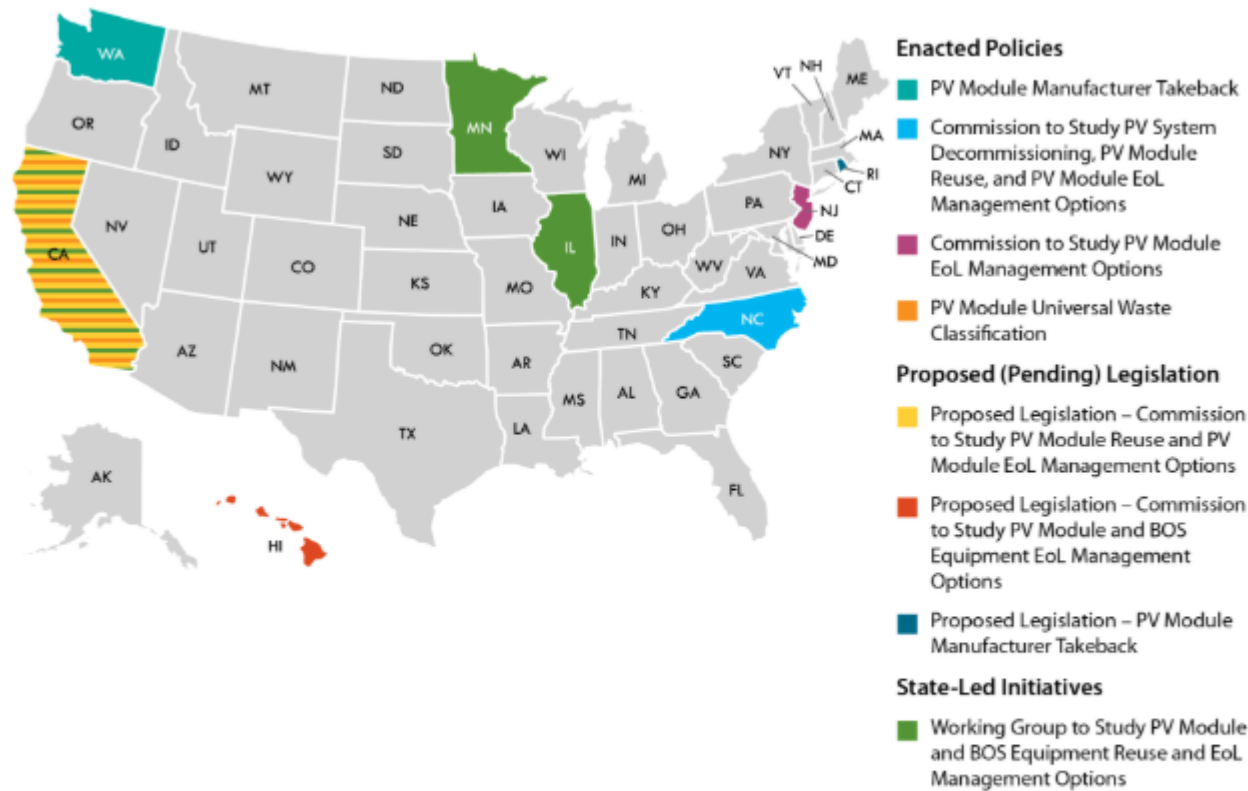 WA
OR
CA
NV
ID
MT
WY
UT
AZ
CO
NM
ND
SD
NE
KS
OK
TX
MN
IA
MO
AR
LA
WI
IL
MI
IN
OH
KY
TN
MS
AL
GA
FL
SC
NC
VA
WV
PA
NY
VT
NH
ME
MA
RI
CT
NJ
DE
MD
AK
HI
Enacted Policies
PV Module Manufacturer Takeback
Commission to Study PV System
Decommissioning, PV Module
Reuse, and PV Module EoL
Management Options
Commission to Study PV Module
EoL Management Options
PV Module Universal Waste
Classification
Proposed (Pending) Legislation
Proposed Legislation – Commission
to Study PV Module Reuse and PV
Module EoL Management Options
Proposed Legislation – Commission
to Study PV Module and BOS
Equipment EoL Management
Options
Proposed Legislation – PV Module
Manufacturer Takeback
State-Led Initiatives
Working Group to Study PV Module
and BOS Equipment Reuse and EoL
Management Options